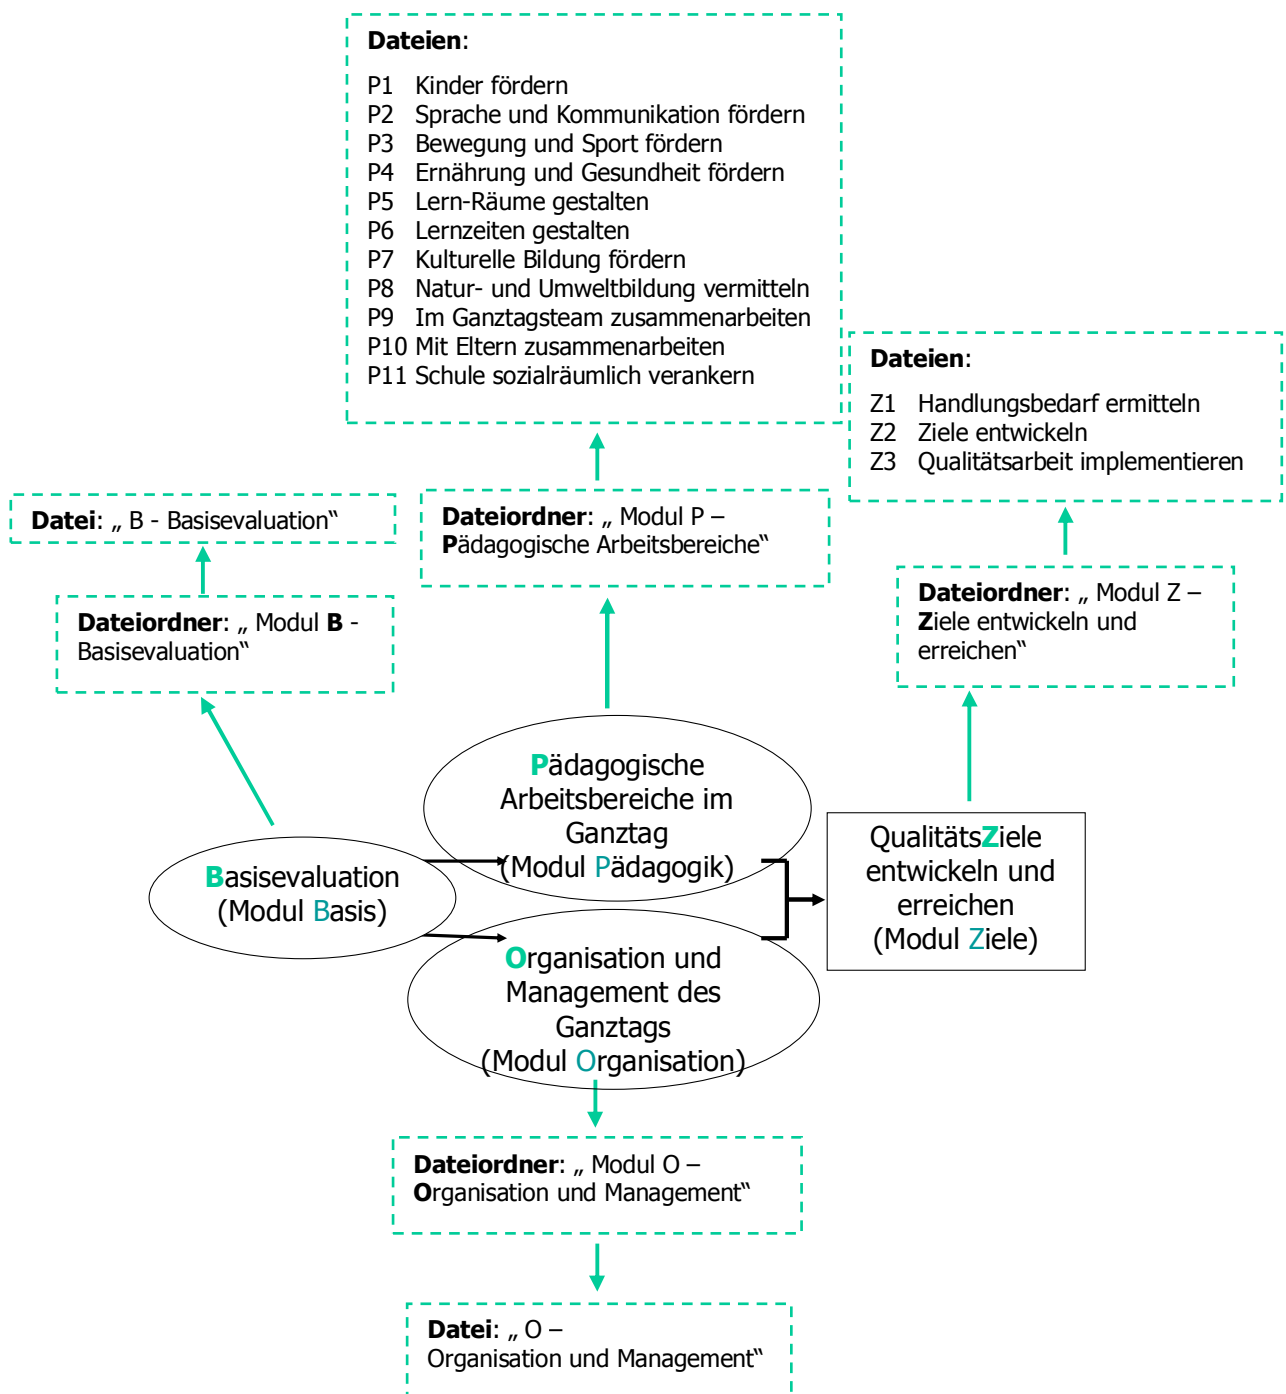 Dateien:
P1 Kinder fördern
P2 Sprache und Kommunikation fördern
P3 Bewegung und Sport fördern
P4 Ernährung und Gesundheit fördern
P5 Lern-Räume gestalten
P6 Lernzeiten gestalten
P7 Kulturelle Bildung fördern
P8 Natur- und Umweltbildung vermitteln
P9 Im Ganztagsteam zusammenarbeiten
P10 Mit Eltern zusammenarbeiten
P11 Schule sozialräumlich verankern
Dateien:
Z1 Handlungsbedarf ermitteln
Z2 Ziele entwickeln
Z3 Qualitätsarbeit implementieren
Datei: „ B - Basisevaluation“
Dateiordner: „ Modul P –
Pädagogische Arbeitsbereiche“
Dateiordner: „ Modul Z –
Ziele entwickeln und
erreichen“
Dateiordner: „ Modul B -
Basisevaluation“
Pädagogische
Arbeitsbereiche im
Ganztag
(Modul Pädagogik)
QualitätsZiele
entwickeln und
erreichen
(Modul Ziele)
Basisevaluation
(Modul Basis)
Organisation und
Management des
Ganztags
(Modul Organisation)
Dateiordner: „ Modul O –
Organisation und Management“
Datei: „ O –
Organisation und Management“